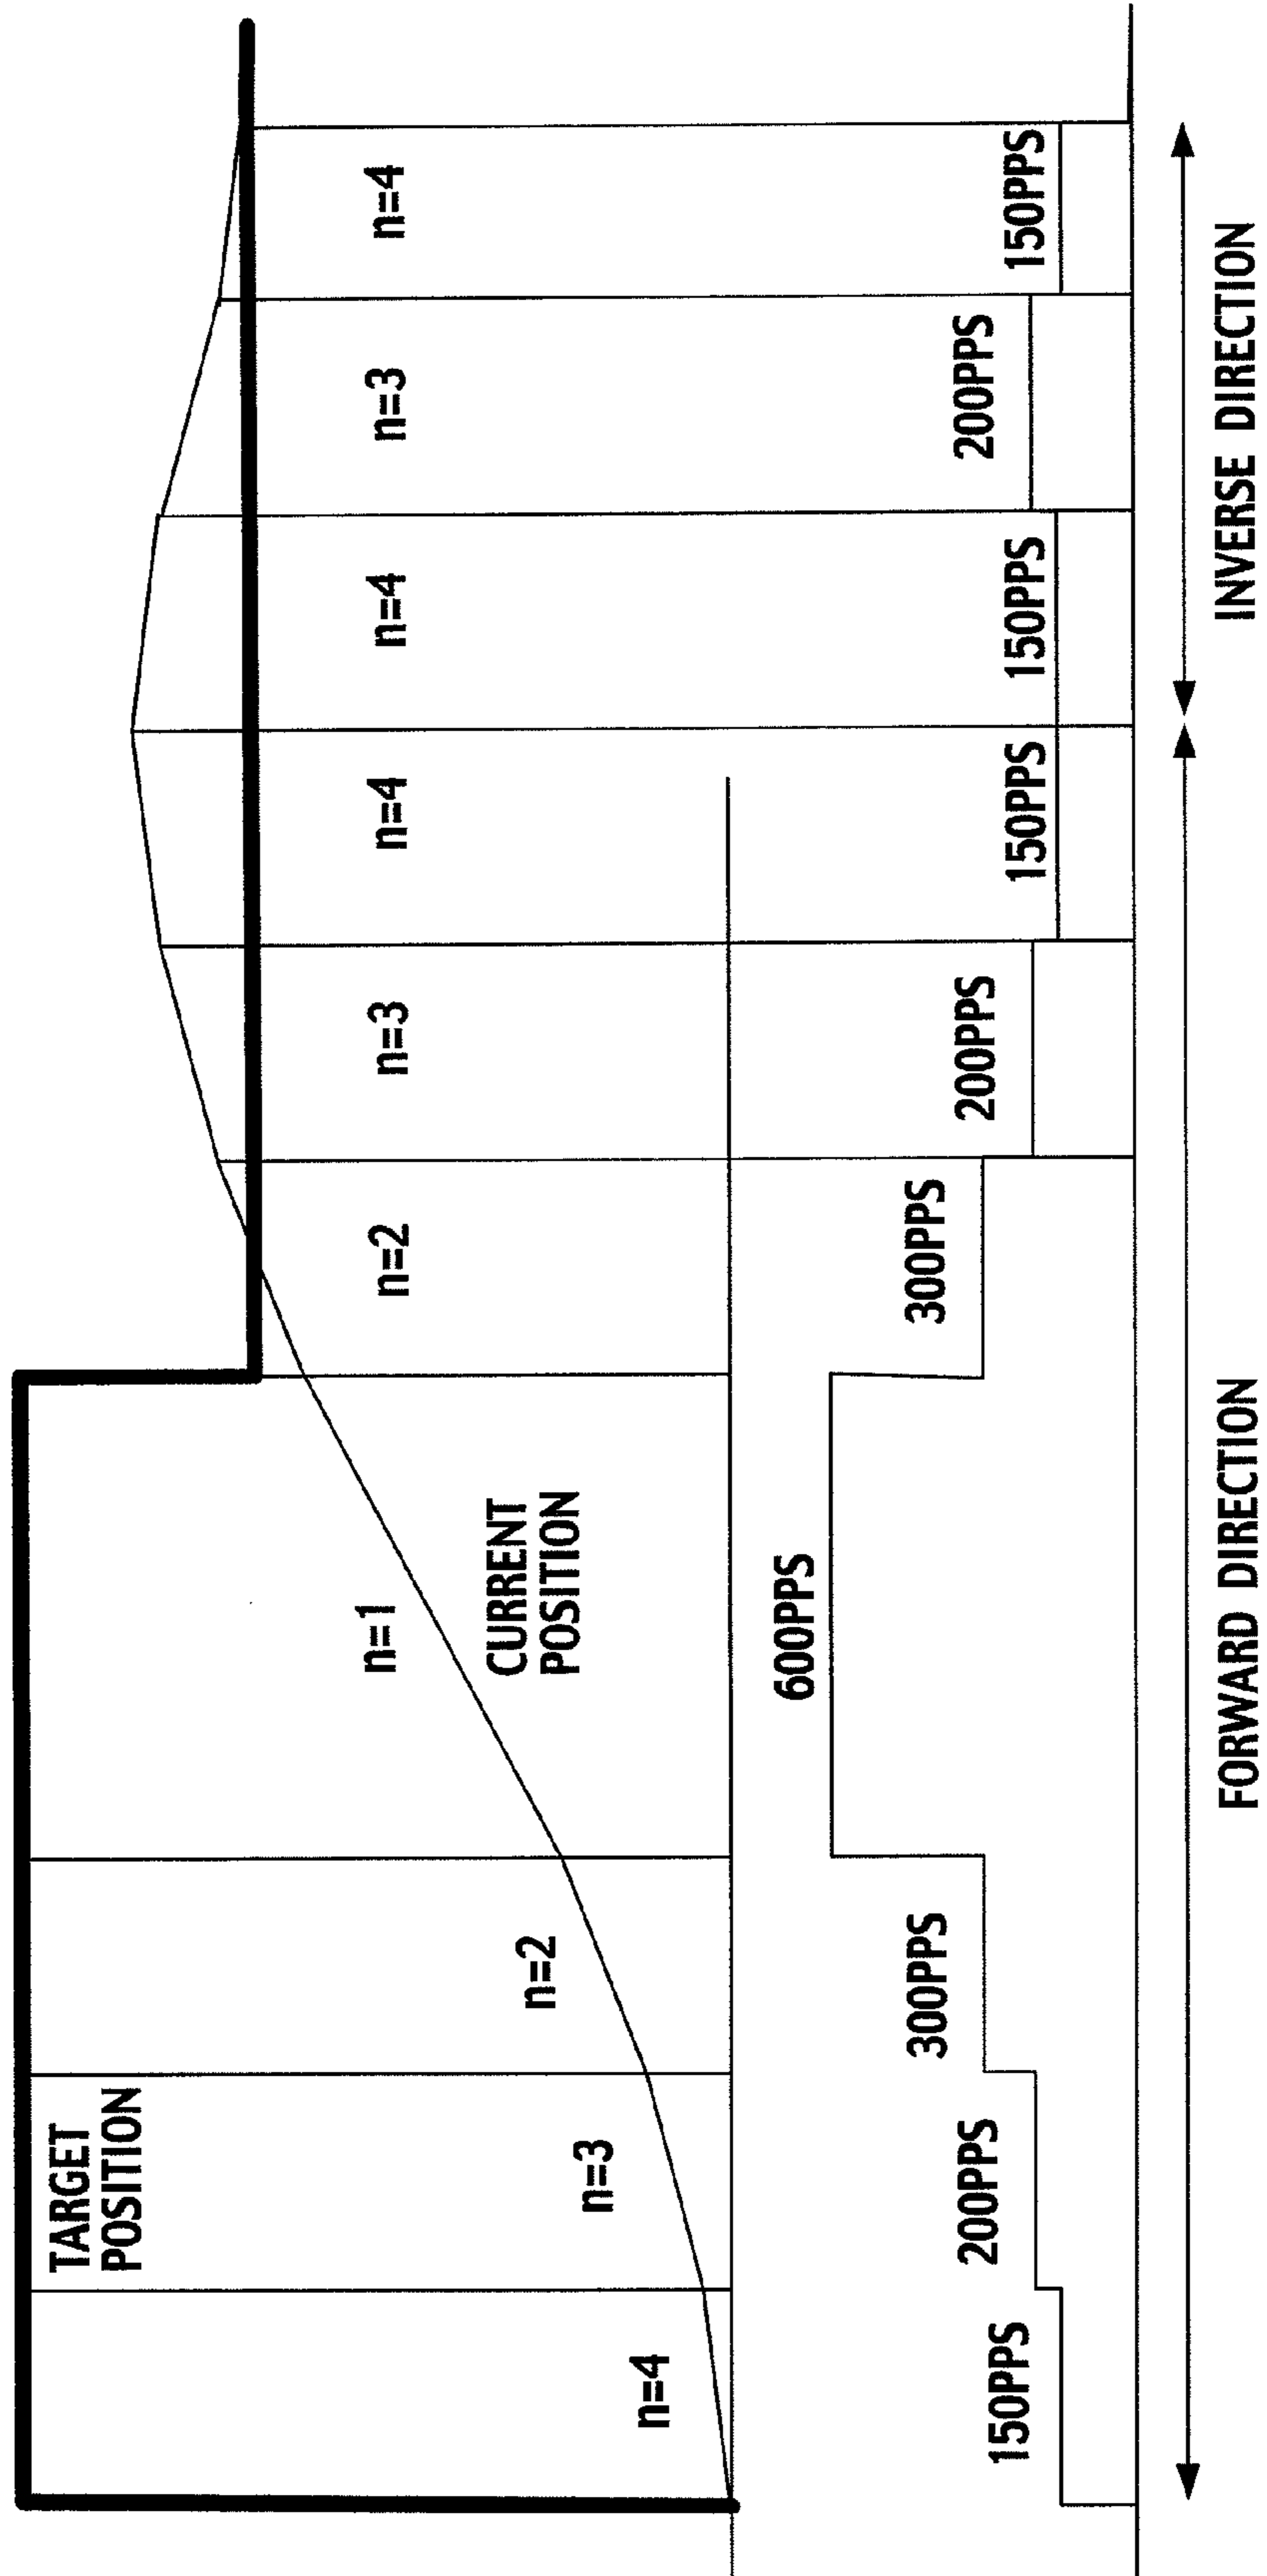 TARGET
POSITION
n=4
n=3
n=2
n=1
CURRENT
POSITION
n=2
n=3
n=4
n=4
n=3
n=4
150PPS
200PPS
300PPS
600PPS
300PPS
200PPS
150PPS
150PPS
200PPS
150PPS
FORWARD DIRECTION
INVERSE DIRECTION